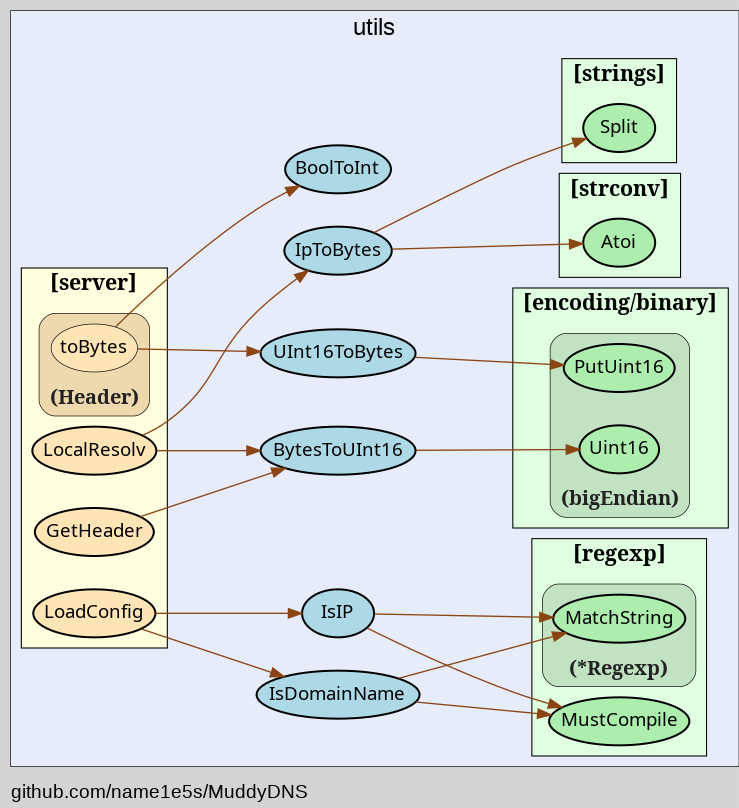 utils
[strings]
Split
[strconv]
Atoi
BoolToInt
IpToBytes
[server]
toBytes
(Header)
LocalResolv
GetHeader
LoadConfig
UInt16ToBytes
BytesToUInt16
IsIP
IsDomainName
[encoding/binary]
PutUint16
Uint16
(bigEndian)
[regexp]
MatchString
(*Regexp)
MustCompile
github.com/name1e5s/MuddyDNS